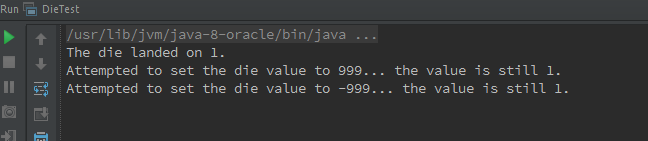 Run DieTest
/usr/lib/jvm/java-8-oracle/bin/java ...
The die landed on 1.
Attempted to set the die value to 999... the value is still 1.
Attempted to set the die value to -999... the value is still 1.